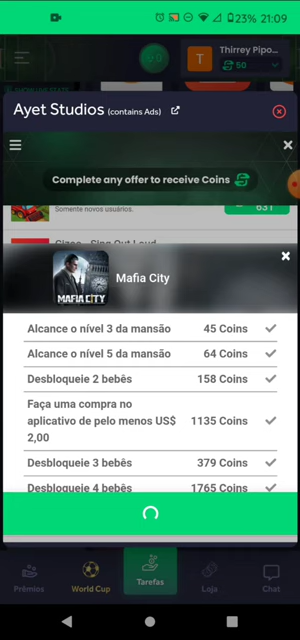 23% 21:09
Thirrey Pipo...
T
50
Ayet Studios (contains Ads)
Complete any offer to receive Coins
Somente novos usuários.
631
Sing Out Loud
MAFIA CITY
Mafia City
Alcance o nível 3 da mansão 45 Coins
Alcance o nível 5 da mansão 64 Coins
Desbloqueie 2 bebês 158 Coins
Faça uma compra no
aplicativo de pelo menos US$ 1135 Coins
2,00
Desbloqueie 3 bebês 379 Coins
Desbloqueie 4 bebês 1765 Coins
Prêmios World Cup Tarefas Loja Chat